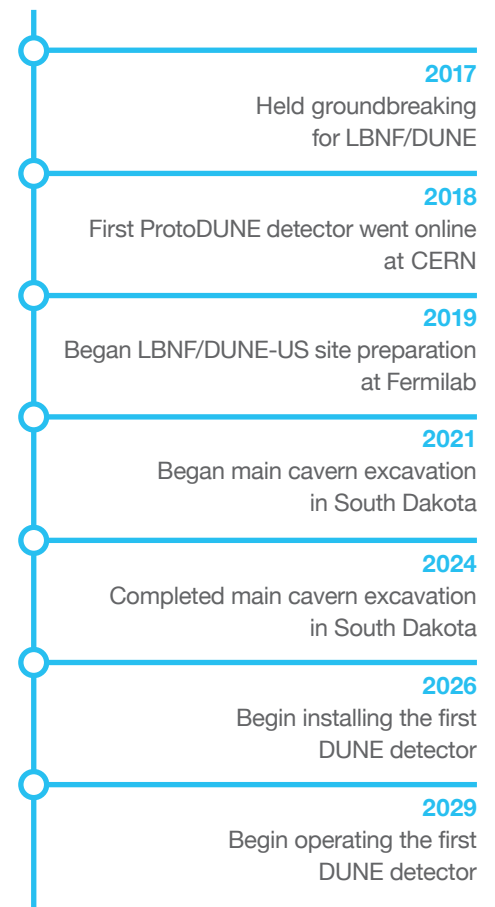 2017
Held groundbreaking
for LBNF/DUNE
2018
First ProtoDUNE detector went online
at CERN
2019
Began LBNF/DUNE-US site preparation
at Fermilab
2021
Began main cavern excavation
in South Dakota
2024
Completed main cavern excavation
in South Dakota
2026
Begin installing the first
DUNE detector
2029
Begin operating the first
DUNE detector